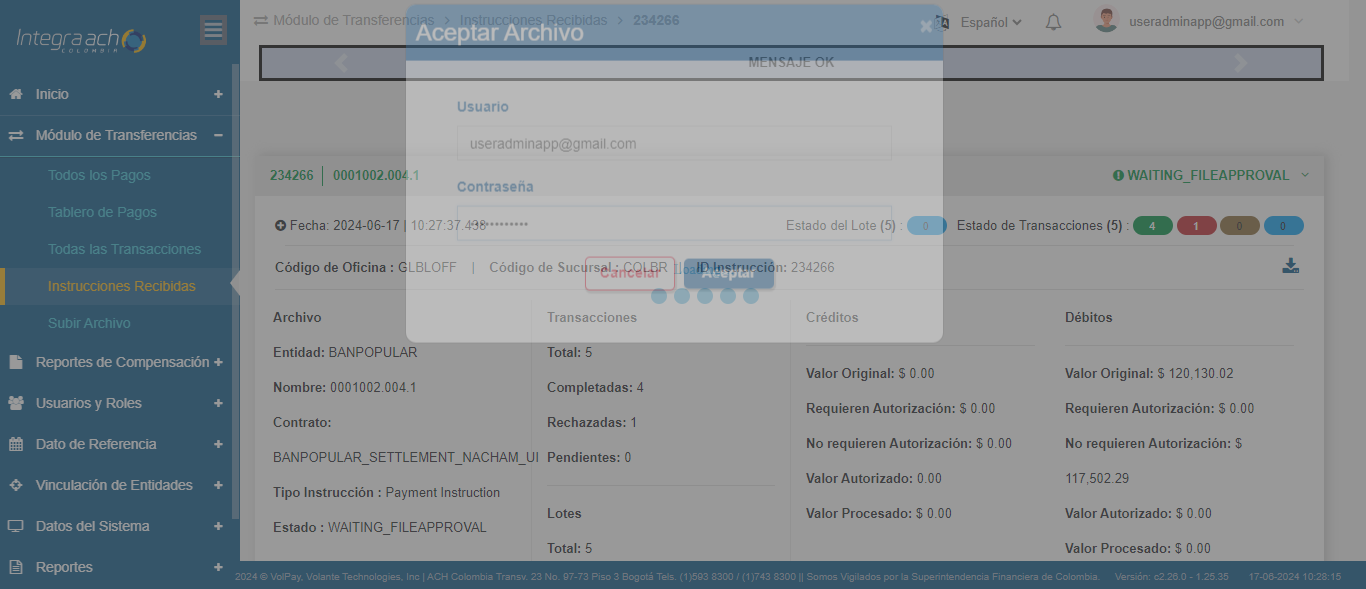 Integra ach
COLOMBIA
Inicio
Módulo de Transferencias
Todos los Pagos
Tablero de Pagos
Todas las Transacciones
Instrucciones Recibidas
Subir Archivo
Reportes de Compensación
Usuarios y Roles
Dato de Referencia
Vinculación de Entidades
Datos del Sistema
Reportes
Módulo de Transferencias > Instrucciones Recibidas > 234266
Español
useradminapp@gmail.com
Aceptar Archivo
MENSAJE OK
Usuario
useradminapp@gmail.com
Contraseña
Cancelar
Aceptar
234266 | 0001002.004.1
WAITING_FILEAPPROVAL
Fecha: 2024-06-17 | 10:27:37.438
Estado del Lote (5) : 0
Estado de Transacciones (5) : 4 1 0 0
Código de Oficina : GLBLOFF | Código de Sucursal : COLBR | ID Instrucción: 234266
Archivo
Entidad: BANPOPULAR
Nombre: 0001002.004.1
Contrato:
BANPOPULAR_SETTLEMENT_NACHAM_UI
Tipo Instrucción : Payment Instruction
Estado : WAITING_FILEAPPROVAL
Transacciones
Total: 5
Completadas: 4
Rechazadas: 1
Pendientes: 0
Lotes
Total: 5
Créditos
Valor Original: $ 0.00
Requieren Autorización: $ 0.00
No requieren Autorización: $ 0.00
Valor Autorizado: 0.00
Valor Procesado: $ 0.00
Débitos
Valor Original: $ 120,130.02
Requieren Autorización: $ 0.00
No requieren Autorización: $
117,502.29
Valor Autorizado: $ 0.00
Valor Procesado: $ 0.00
2024 © VolPay, Volante Technologies, Inc | ACH Colombia Transv. 23 No. 97-73 Piso 3 Bogotá Tels. (1)593 8300 / (1)743 8300 || Somos Vigilados por la Superintendencia Financiera de Colombia.
Versión: c2.26.0 - 1.25.35
17-06-2024 10:28:15